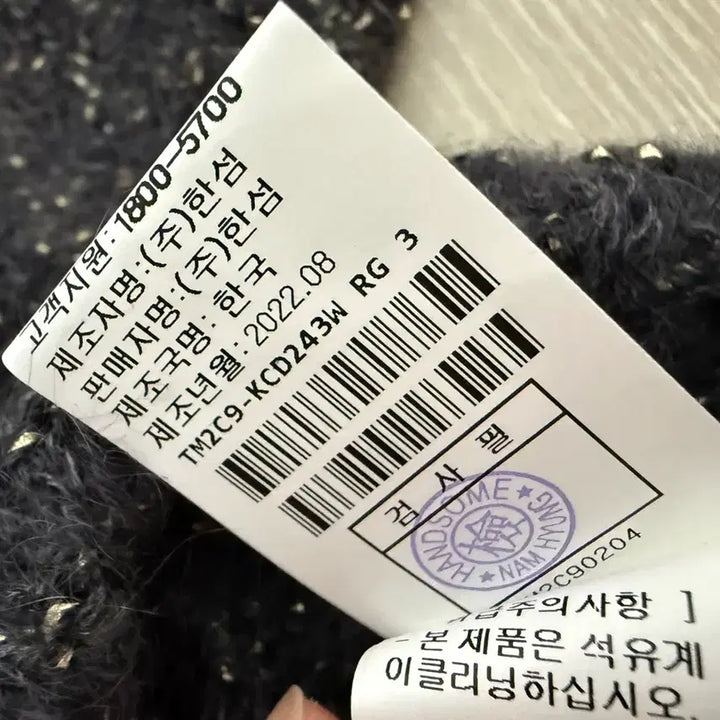 고객지원:1800-5700
제조자명:(주)한섬
판매자명:(주)한섬
제조국명: 한국
제조년월: 2022.08
TM2C9-KCD243W RG 3
검 사 필
HANDSOME ★ NAM HYUNG ★
檢
2C90204
주의사항 ]
본 제품은 석유계
이클리닝하십시오.